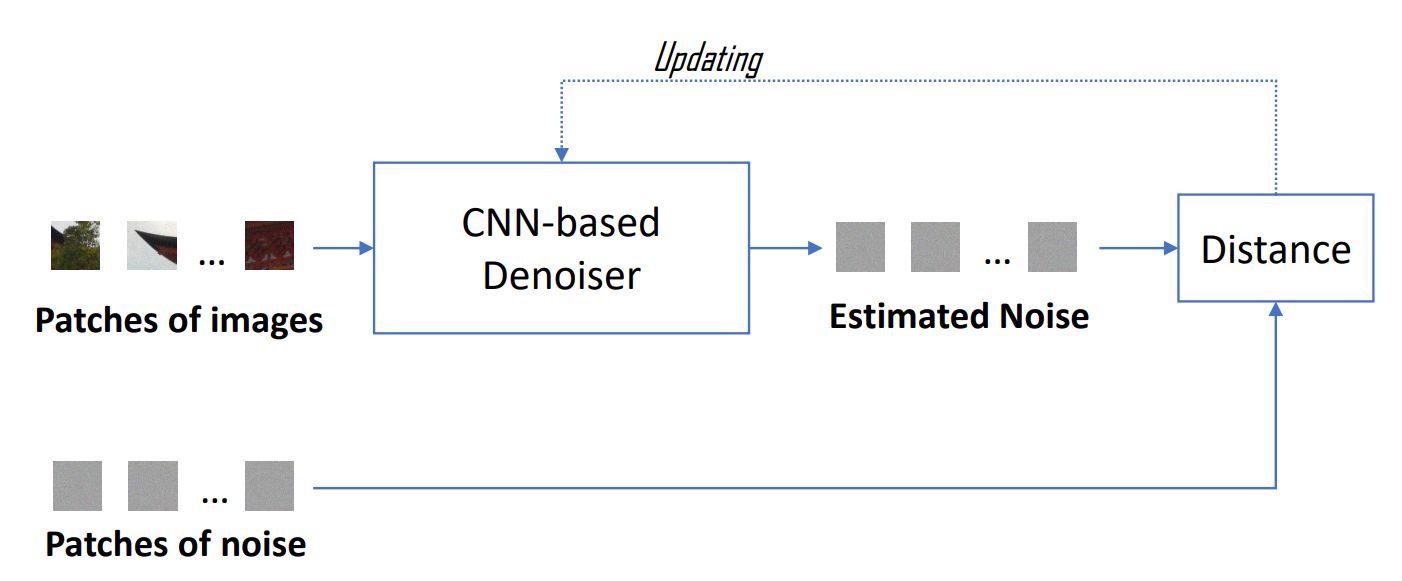 Updating
CNN-based
Denoiser
...
...
Distance
Patches of images
Estimated Noise
...
Patches of noise